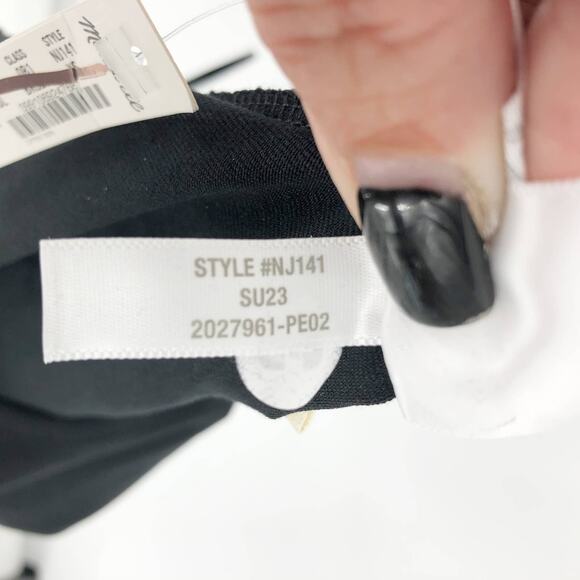 STYLE
NJ141
CLASS
STYLE #NJ141
SU23
2027961-PE02